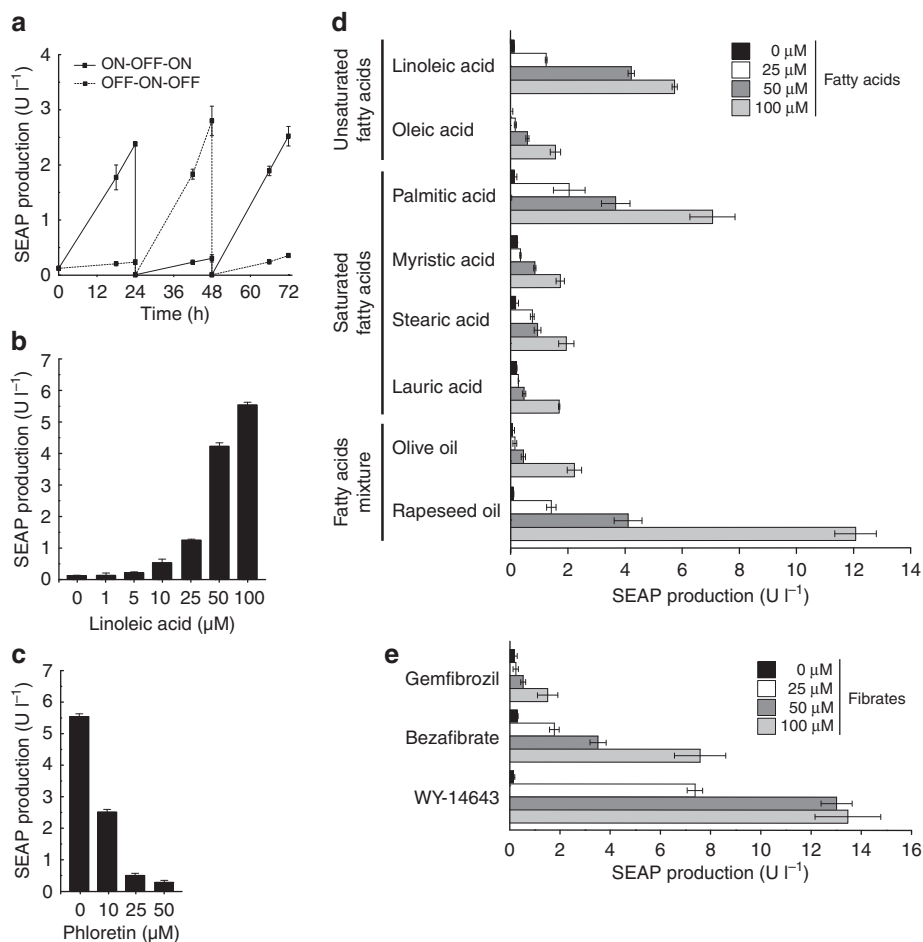 a
ON-OFF-ON
OFF-ON-OFF
SEAP production (U l⁻¹)
4
3
2
1
0
0 12 24 36 48 60 72
Time (h)
b
SEAP production (U l⁻¹)
7
6
5
4
3
2
1
0
0 1 5 10 25 50 100
Linoleic acid (µM)
c
SEAP production (U l⁻¹)
7
6
5
4
3
2
1
0
0 10 25 50
Phloretin (µM)
d
Unsaturated
fatty acids
Linoleic acid
Oleic acid
Saturated
fatty acids
Palmitic acid
Myristic acid
Stearic acid
Lauric acid
Fatty acids
mixture
Olive oil
Rapeseed oil
0 µM
25 µM
50 µM
100 µM
Fatty acids
0 2 4 6 8 10 12 14
SEAP production (U l⁻¹)
e
Gemfibrozil
Bezafibrate
WY-14643
0 µM
25 µM
50 µM
100 µM
Fibrates
0 2 4 6 8 10 12 14 16
SEAP production (U l⁻¹)